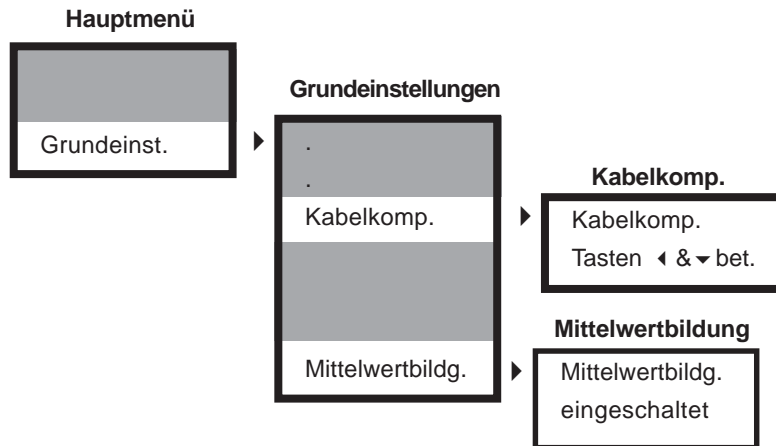 Hauptmenü
Grundeinst.
Grundeinstellungen
.
.
Kabelkomp.
Mittelwertbildg.
Kabelkomp.
Kabelkomp.
Tasten ◂ & ▾ bet.
Mittelwertbildung
Mittelwertbildg.
eingeschaltet